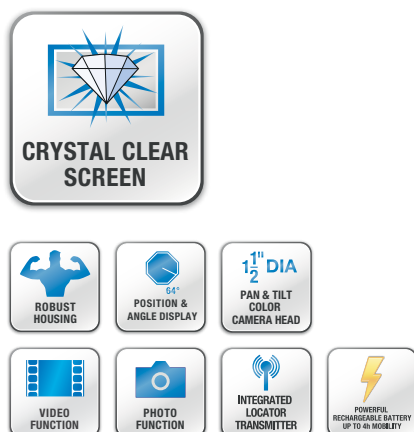 CRYSTAL CLEAR
SCREEN
ROBUST
HOUSING
64°
POSITION &
ANGLE DISPLAY
1 1/2" DIA
PAN & TILT
COLOR
CAMERA HEAD
VIDEO
FUNCTION
PHOTO
FUNCTION
INTEGRATED
LOCATOR
TRANSMITTER
POWERFUL
RECHARGEABLE BATTERY
UP TO 4h MOBILITY